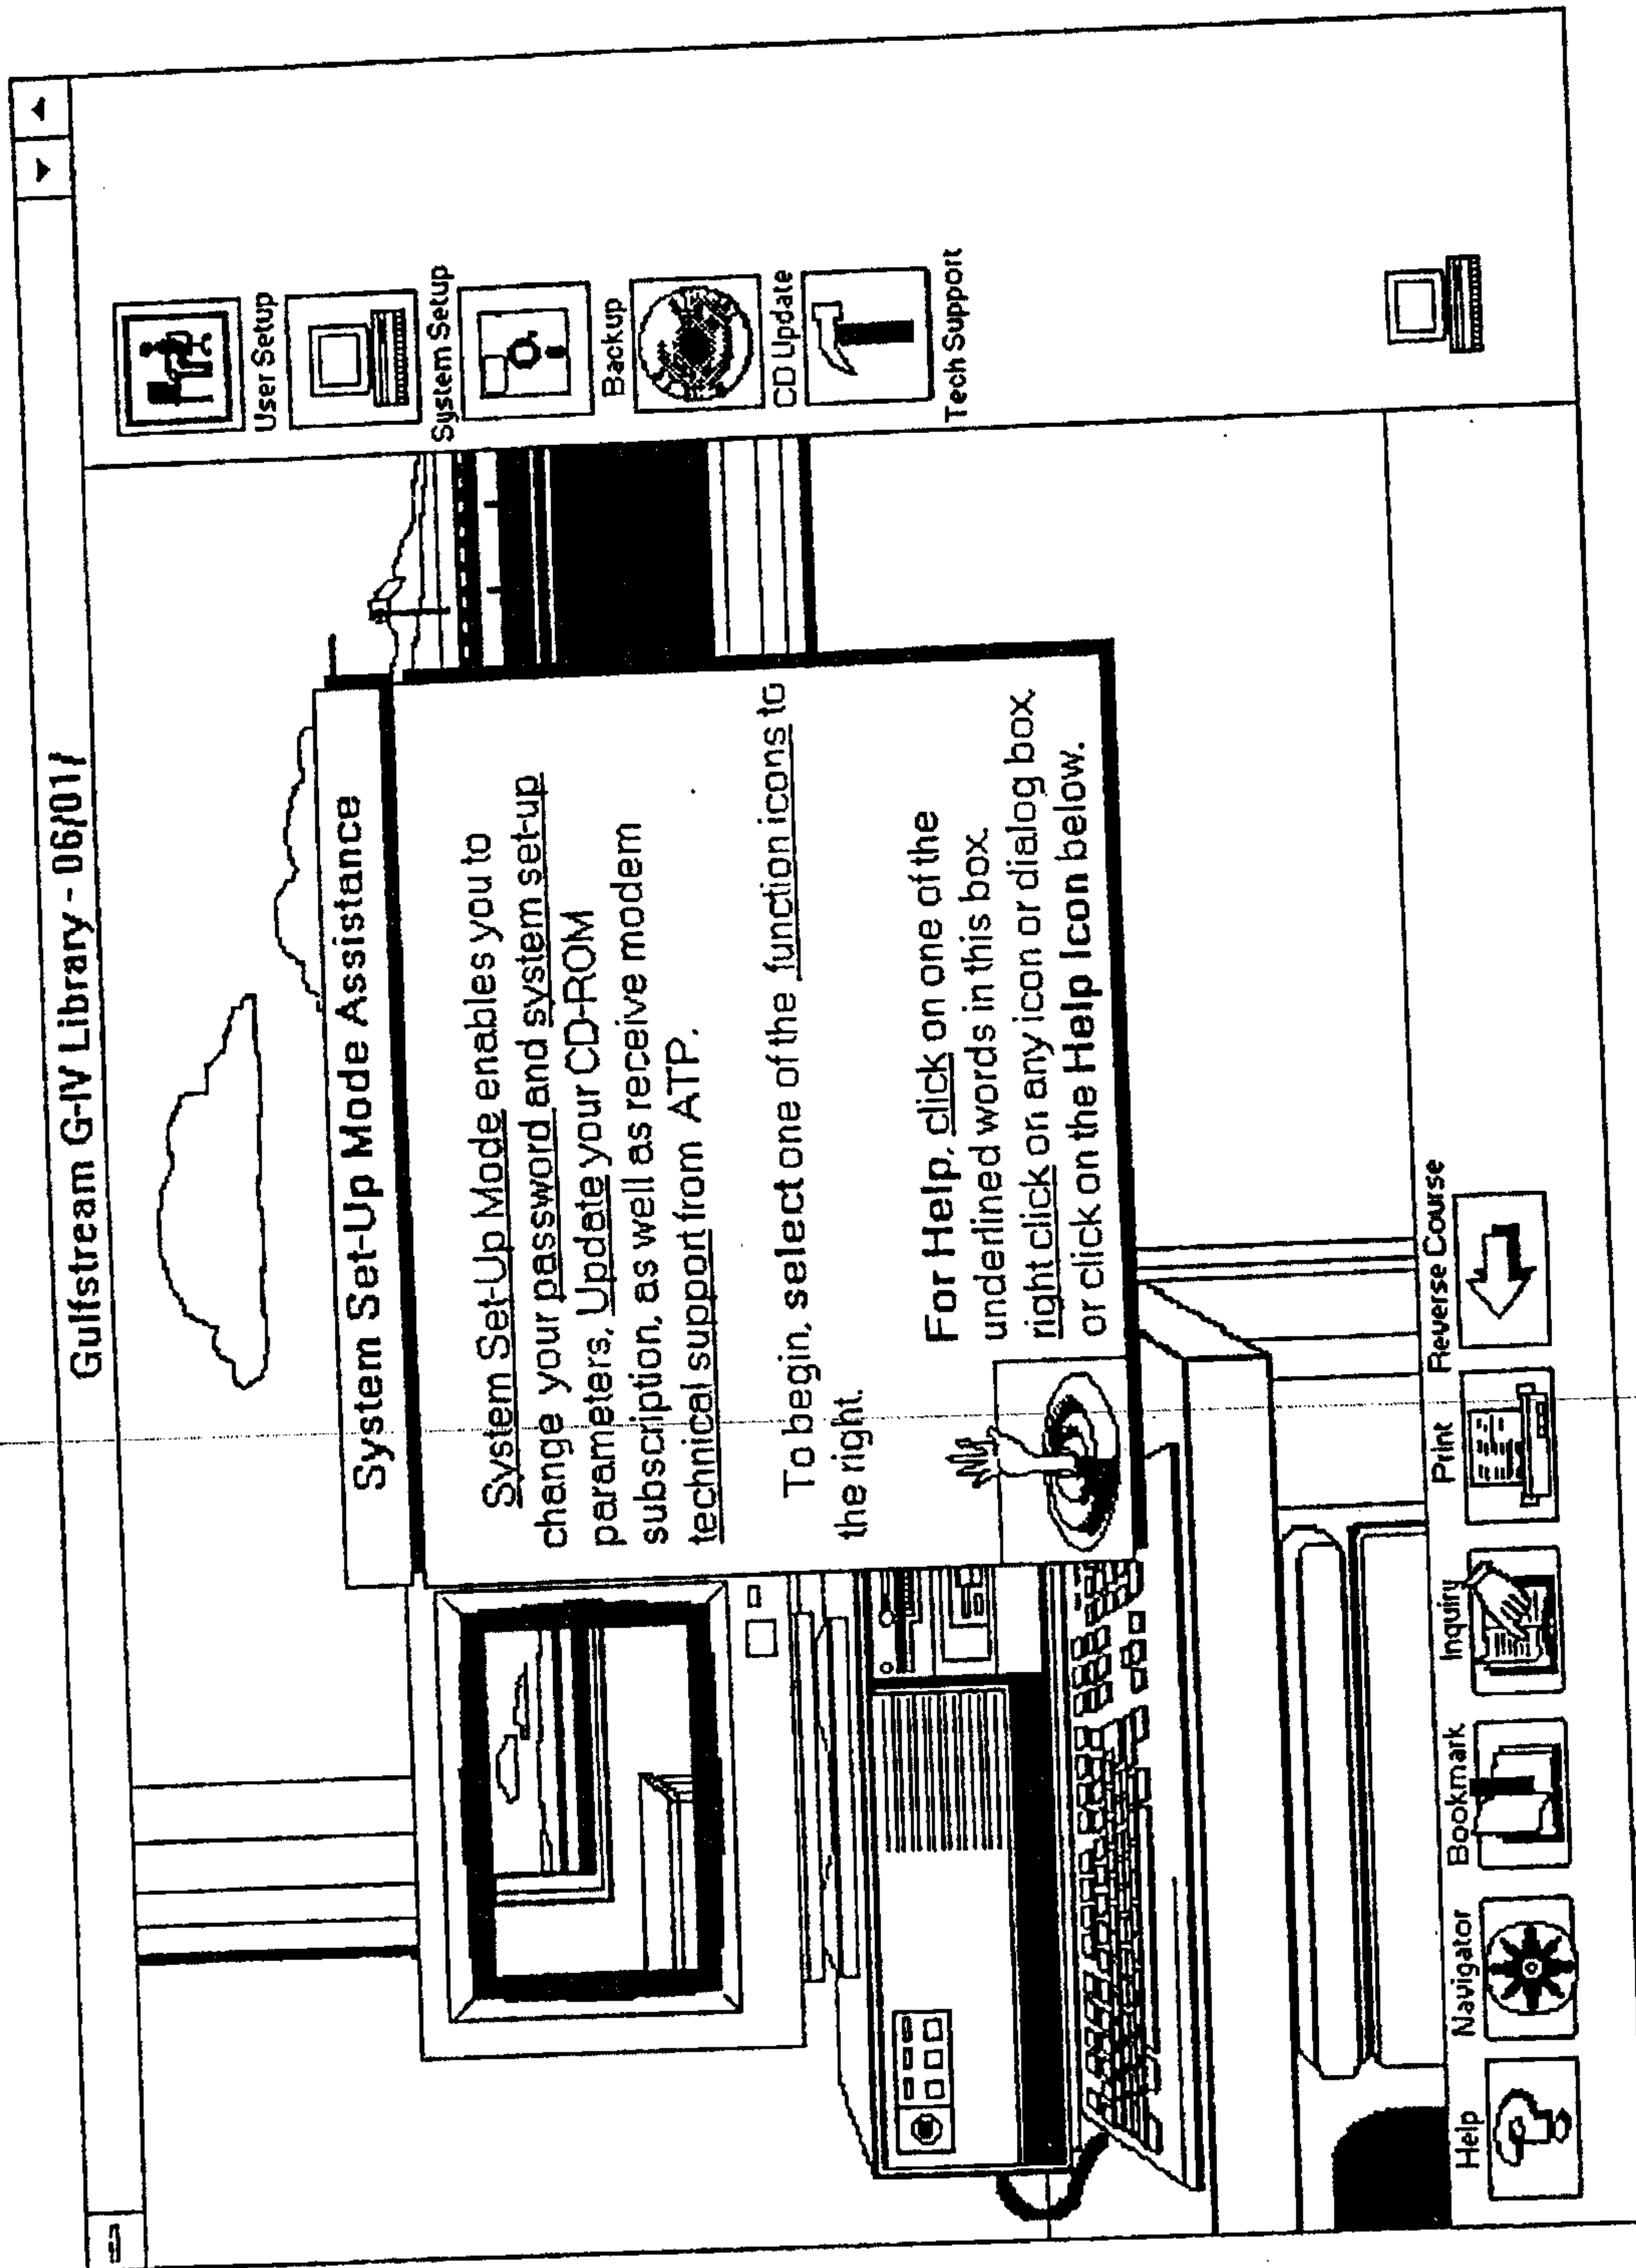 Gulfstream G-IV Library - 06/01/
System Set-Up Mode Assistance
System Set-Up Mode enables you to
change your password and system set-up
parameters, Update your CD-ROM
subscription, as well as receive modem
technical support from ATP.
To begin, select one of the function icons to
the right.
For Help, click on one of the
underlined words in this box.
right click on any icon or dialog box
or click on the Help Icon below.
User Setup
System Setup
Backup
CD Update
Tech Support
Help
Navigator
Bookmark
Inquiry
Print
Reverse Course